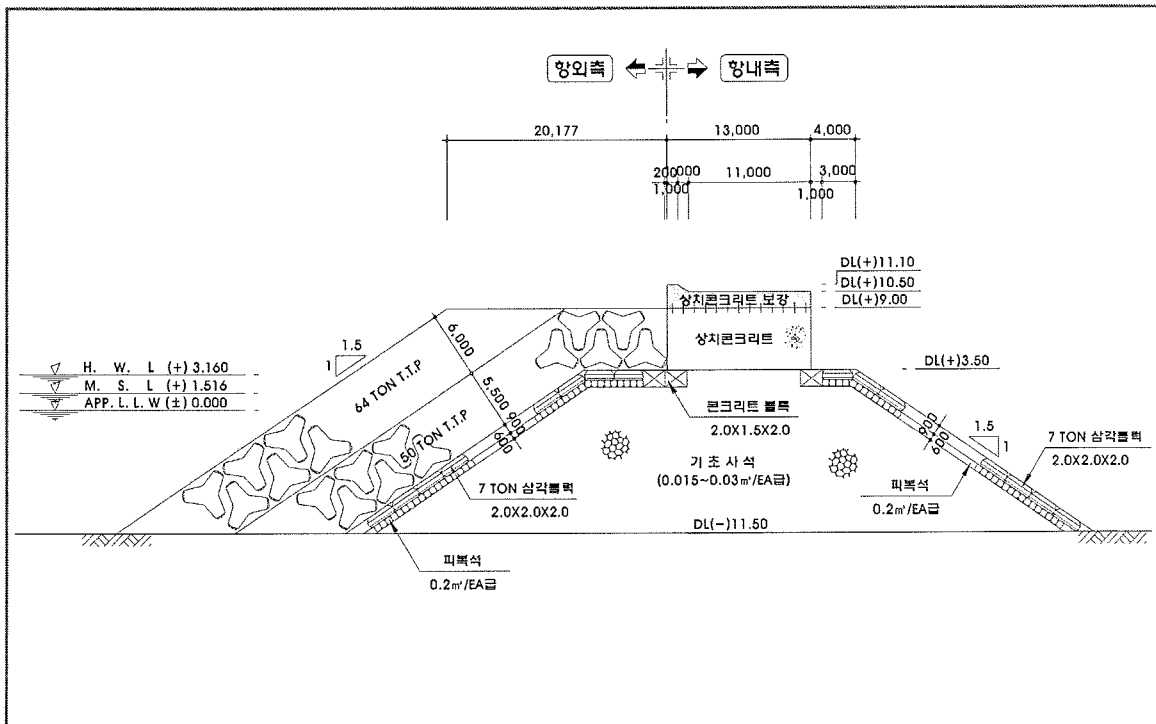 항외측 항내측
20,177 13,000 4,000
200 1,000 11,000 3,000
1,000 1,000
DL(+)11.10
DL(+)10.50
DL(+)9.00
상치콘크리트 보강
상치콘크리트
DL(+)3.50
1.5
1
6,000
5,500 900
600
64 TON T.T.P
50 TON T.T.P
H. W. L (+) 3.160
M. S. L (+) 1.516
APP. L. L. W (±) 0.000
콘크리트 블록
2.0X1.5X2.0
기 초 사 석
(0.015~0.03㎥/EA급)
900
600
1.5
1
7 TON 삼각블럭
2.0X2.0X2.0
7 TON 삼각블럭
2.0X2.0X2.0
피복석
0.2㎥/EA급
DL(-)11.50
피복석
0.2㎥/EA급